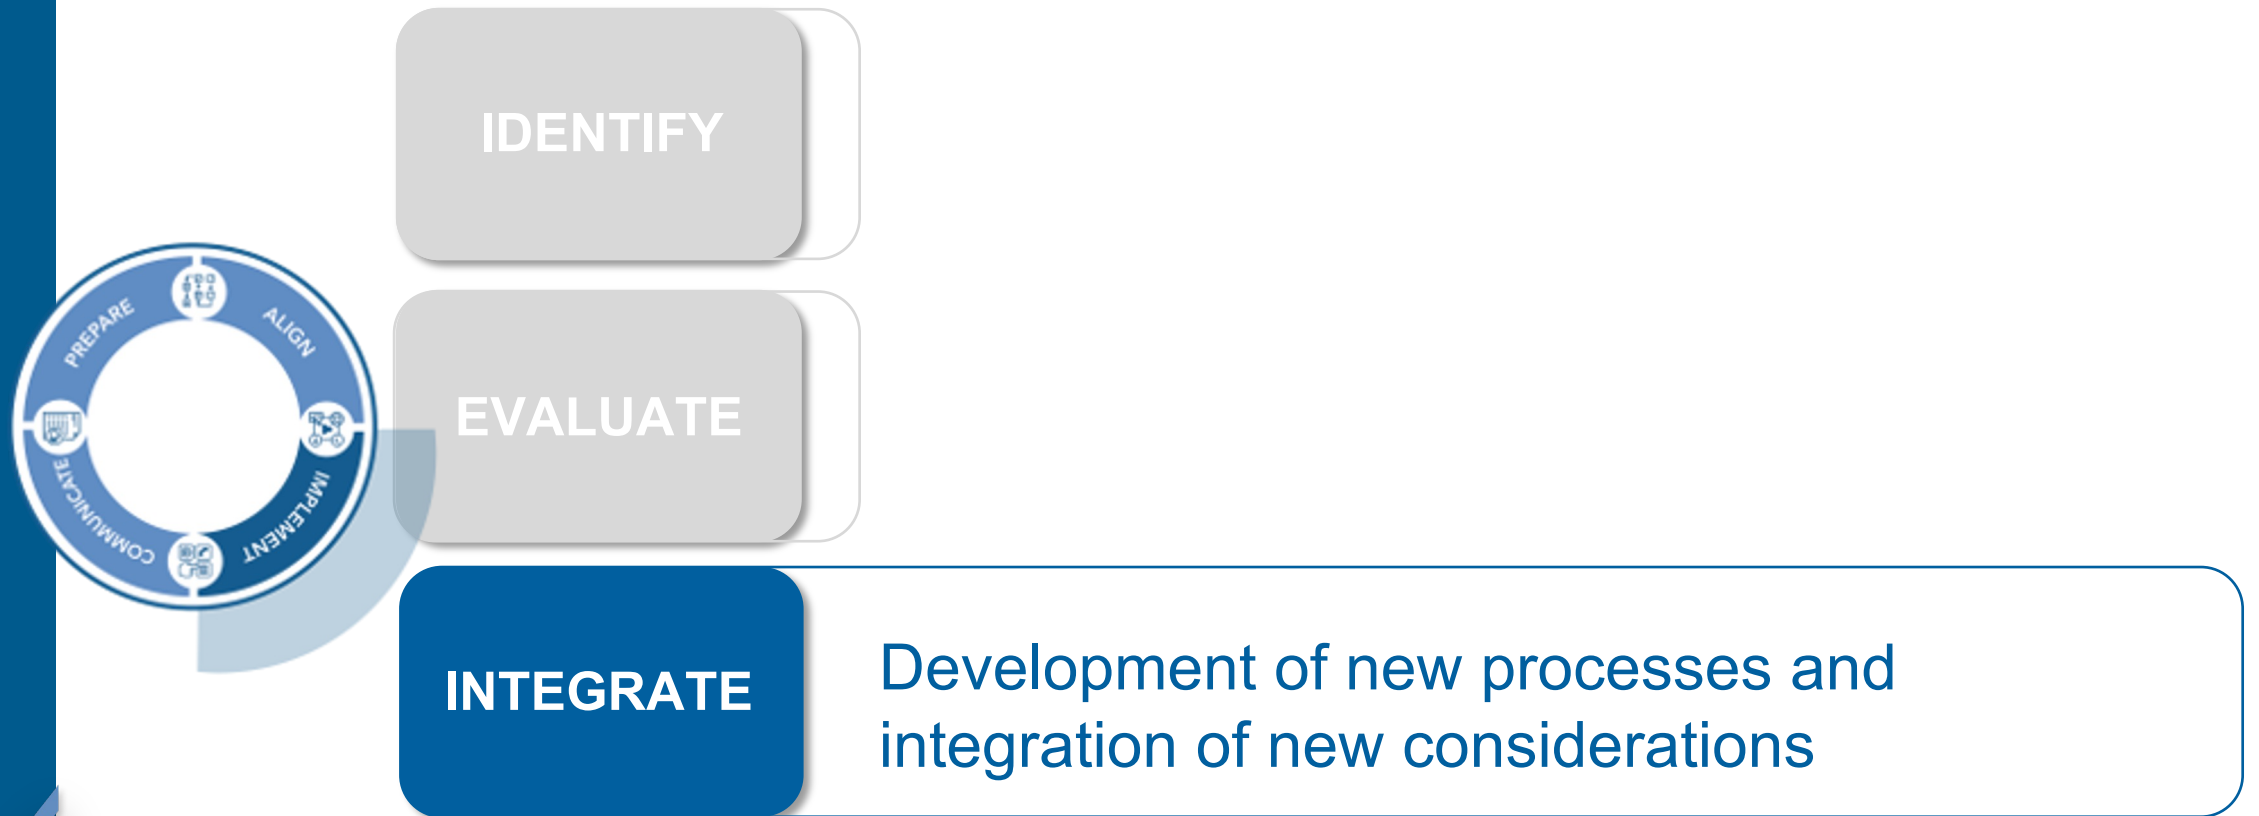 IDENTIFY
PREPARE
ALIGN
EVALUATE
COMMUNICATE
IMPLEMENT
INTEGRATE
Development of new processes and
integration of new considerations